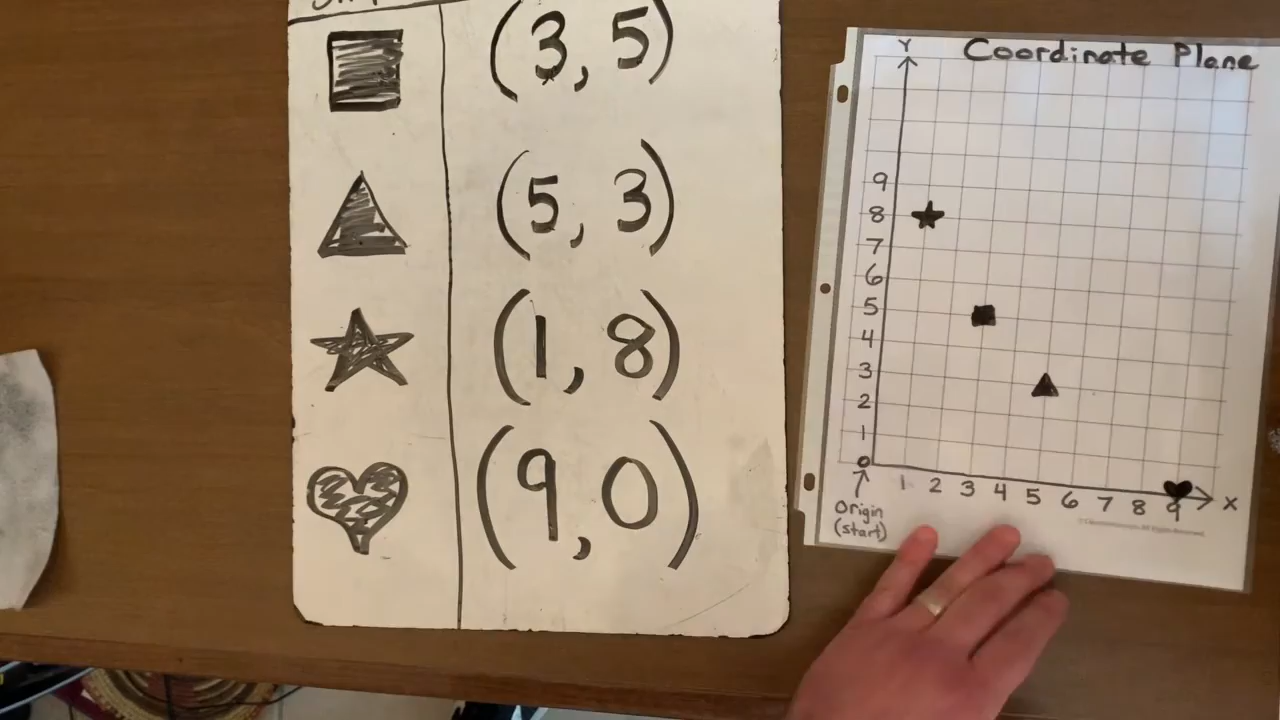 (3, 5)
(5, 3)
(1, 8)
(9, 0)
Coordinate Plane
Y
9
8
7
6
5
4
3
2
1
0
1 2 3 4 5 6 7 8 9 X
Origin
(start)